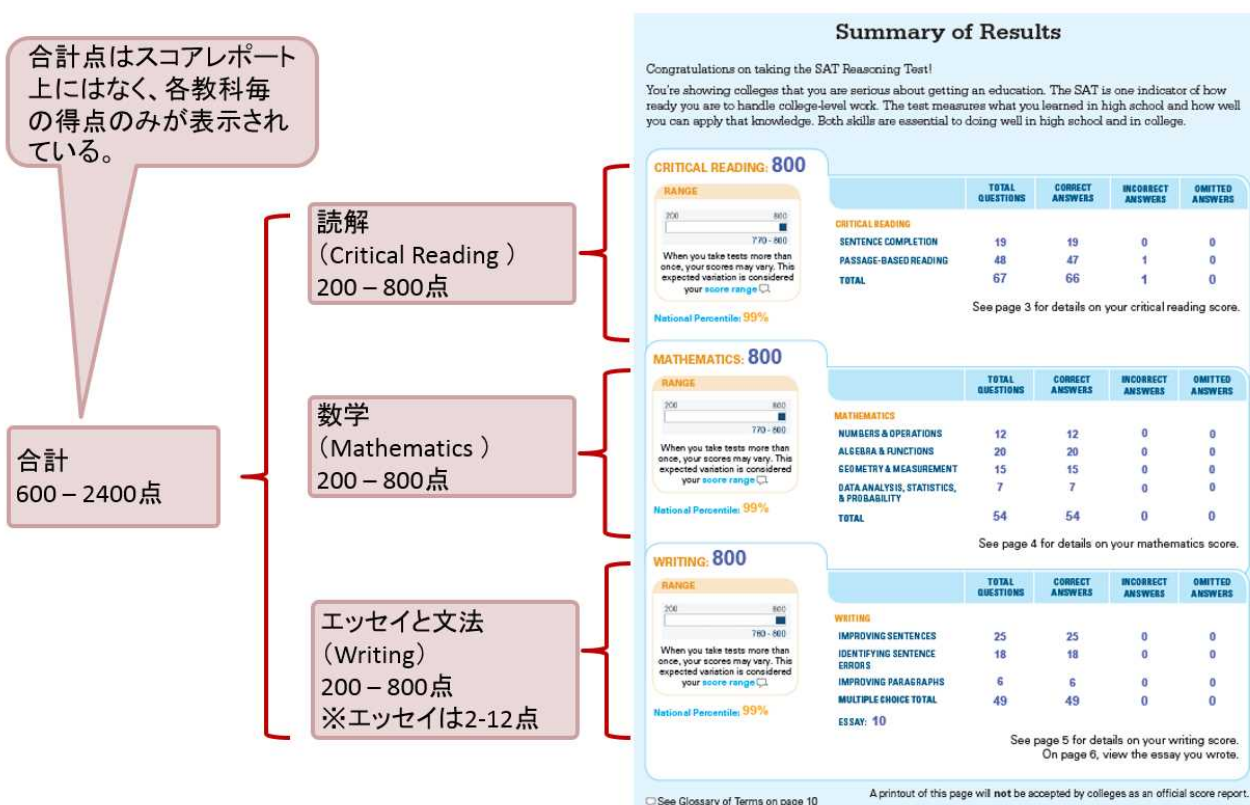 合計点はスコアレポート
上にはなく、各教科毎
の得点のみが表示され
ている。
合計
600 – 2400点
読解
（Critical Reading ）
200 – 800点
数学
（Mathematics ）
200 – 800点
エッセイと文法
（Writing）
200 – 800点
※エッセイは2-12点
Summary of Results
Congratulations on taking the SAT Reasoning Test!
You're showing colleges that you are serious about getting an education. The SAT is one indicator of how
ready you are to handle college-level work. The test measures what you learned in high school and how well
you can apply that knowledge. Both skills are essential to doing well in high school and in college.
CRITICAL READING: 800
RANGE
200 800
770 - 800
When you take tests more than
once, your scores may vary. This
expected variation is considered
your score range
National Percentile: 99%
TOTAL QUESTIONS CORRECT ANSWERS INCORRECT ANSWERS OMITTED ANSWERS
CRITICAL READING
SENTENCE COMPLETION 19 19 0 0
PASSAGE-BASED READING 48 47 1 0
TOTAL 67 66 1 0
See page 3 for details on your critical reading score.
MATHEMATICS: 800
RANGE
200 800
770 - 800
When you take tests more than
once, your scores may vary. This
expected variation is considered
your score range
National Percentile: 99%
TOTAL QUESTIONS CORRECT ANSWERS INCORRECT ANSWERS OMITTED ANSWERS
MATHEMATICS
NUMBERS & OPERATIONS 12 12 0 0
ALGEBRA & FUNCTIONS 20 20 0 0
GEOMETRY & MEASUREMENT 15 15 0 0
DATA ANALYSIS, STATISTICS, & PROBABILITY 7 7 0 0
TOTAL 54 54 0 0
See page 4 for details on your mathematics score.
WRITING: 800
RANGE
200 800
760 - 800
When you take tests more than
once, your scores may vary. This
expected variation is considered
your score range
National Percentile: 99%
TOTAL QUESTIONS CORRECT ANSWERS INCORRECT ANSWERS OMITTED ANSWERS
WRITING
IMPROVING SENTENCES 25 25 0 0
IDENTIFYING SENTENCE ERRORS 18 18 0 0
IMPROVING PARAGRAPHS 6 6 0 0
MULTIPLE CHOICE TOTAL 49 49 0 0
ESSAY: 10
See page 5 for details on your writing score.
On page 6, view the essay you wrote.
See Glossary of Terms on page 10
A printout of this page will not be accepted by colleges as an official score report.